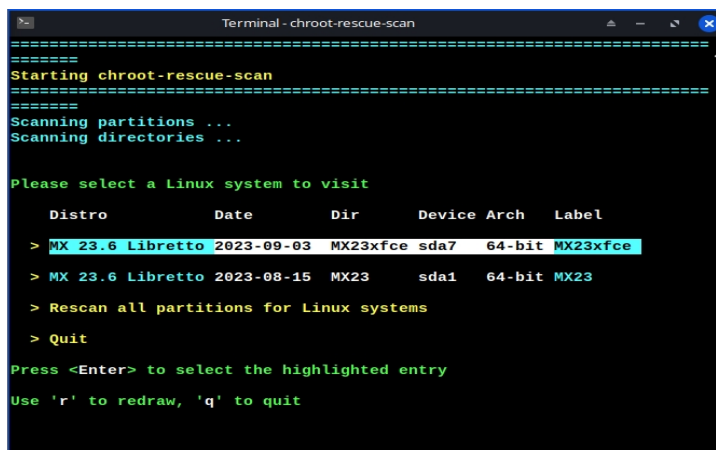 Terminal - chroot-rescue-scan
========================================================================
=======
Starting chroot-rescue-scan
========================================================================
=======
Scanning partitions ...
Scanning directories ...
Please select a Linux system to visit
Distro Date Dir Device Arch Label
> MX 23.6 Libretto 2023-09-03 MX23xfce sda7 64-bit MX23xfce
> MX 23.6 Libretto 2023-08-15 MX23 sda1 64-bit MX23
> Rescan all partitions for Linux systems
> Quit
Press <Enter> to select the highlighted entry
Use 'r' to redraw, 'q' to quit